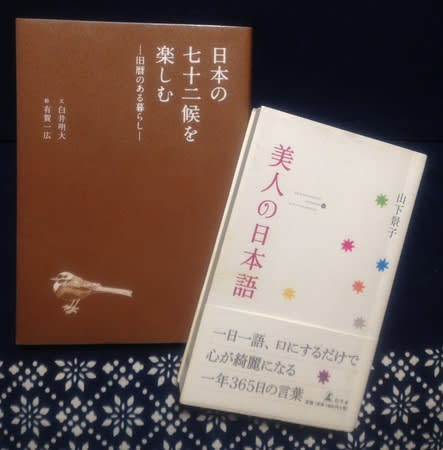 日本の
七十二候を
楽しむ
―旧暦のある暮らし―
文 白井明大
絵 有賀一広
美人の日本語
山下景子
一日一語、口にするだけで
心が綺麗になる
一年365日の言葉